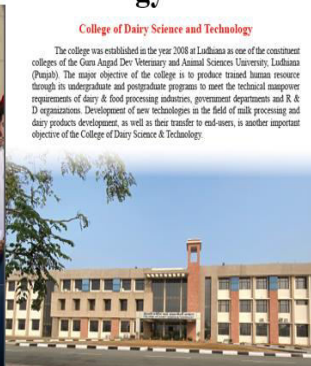 gy
College of Dairy Science and Technology
The college was established in the year 2008 at Ludhiana as one of the constituent
colleges of the Guru Angad Dev Veterinary and Animal Sciences University, Ludhiana
(Punjab). The major objective of the college is to produce trained human resource
through its undergraduate and postgraduate programs to meet the technical manpower
requirements of dairy & food processing industries, government departments and R &
D organizations. Development of new technologies in the field of milk processing and
dairy products development, as well as their transfer to end-users, is another important
objective of the College of Dairy Science & Technology.